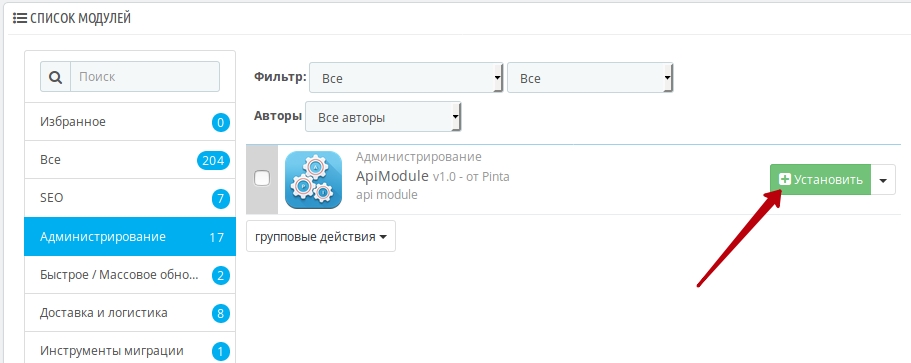 СПИСОК МОДУЛЕЙ
Поиск
Избранное 0
Все 204
SEO 7
Администрирование 17
Быстрое / Массовое обно... 2
Доставка и логистика 8
Инструменты миграции 1
Фильтр: Все Все
Авторы Все авторы
Администрирование
ApiModule v1.0 - от Pinta
api module
Установить
групповые действия